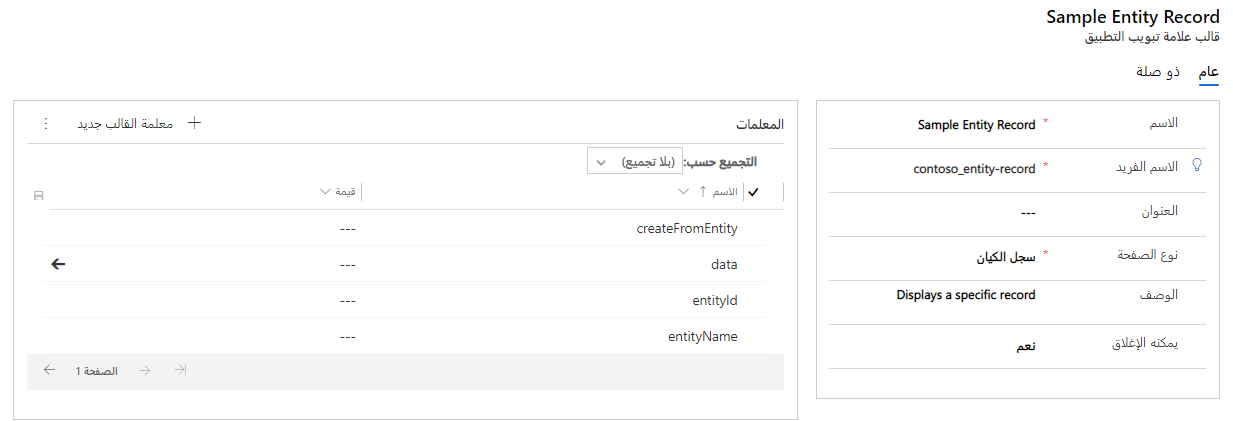 Sample Entity Record
قالب علامة تبويب التطبيق
عام
ذو صلة
الاسم * Sample Entity Record
الاسم الفريد * contoso_entity-record
العنوان ---
نوع الصفحة * سجل الكيان
الوصف Displays a specific record
يمكنه الإغلاق نعم
المعلمات
معلمة القالب جديد
التجميع حسب: (بلا تجميع)
الاسم قيمة
createFromEntity ---
data ---
entityId ---
entityName ---
الصفحة 1